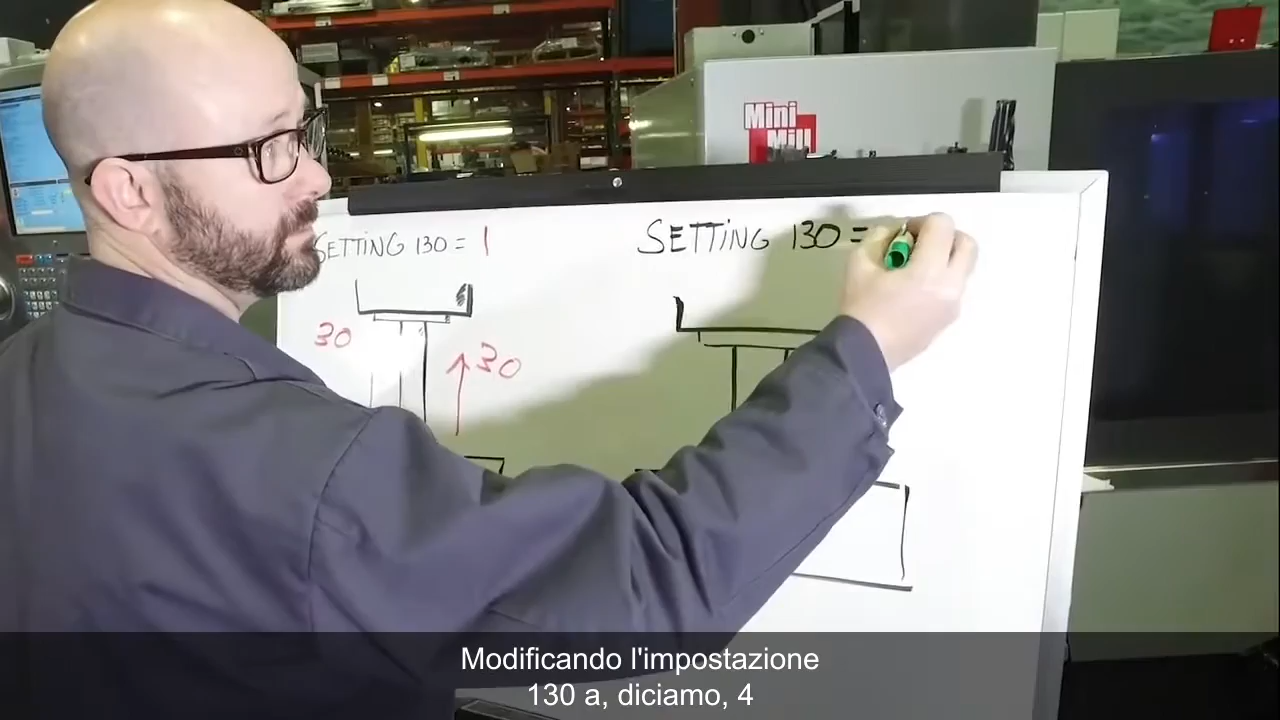 Mini
Mill
SETTING 130 = 1
SETTING 130 =
30
30
Modificando l'impostazione
130 a, diciamo, 4